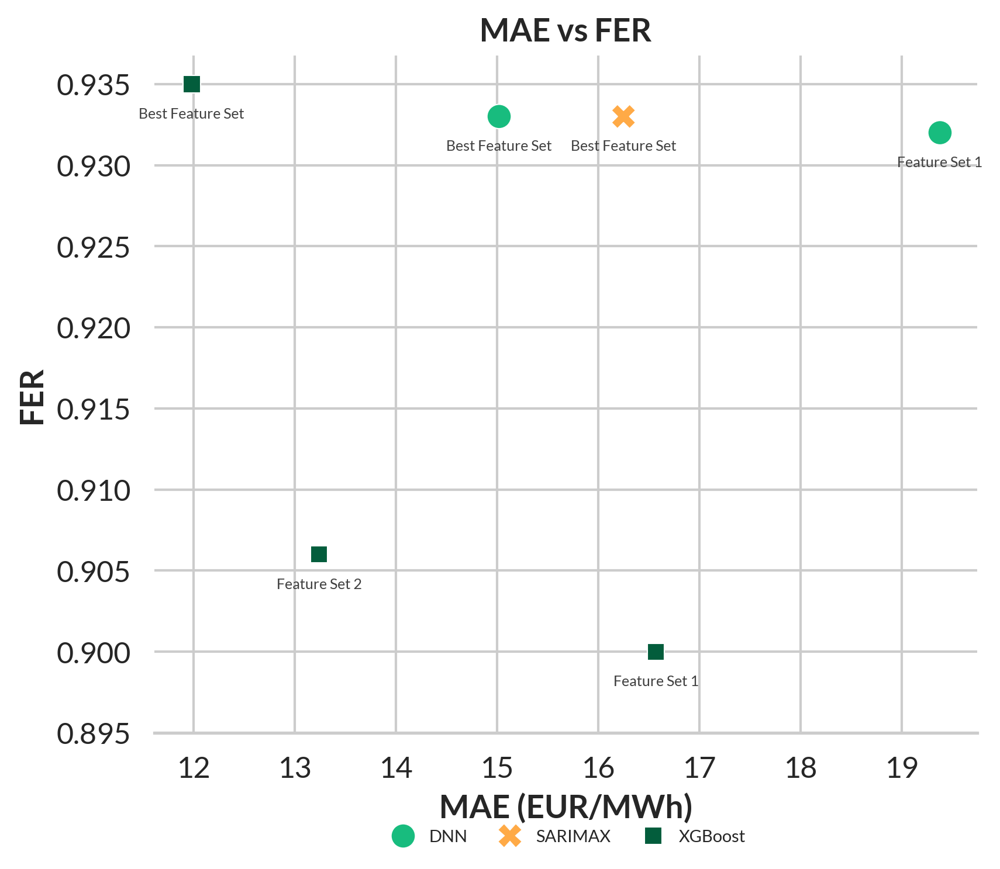 MAE vs FER
0.935
Best Feature Set
Best Feature Set
Best Feature Set
Feature Set 1
0.930
0.925
0.920
0.915
FER
0.910
0.905
Feature Set 2
0.900
Feature Set 1
0.895
12 13 14 15 16 17 18 19
MAE (EUR/MWh)
DNN SARIMAX XGBoost